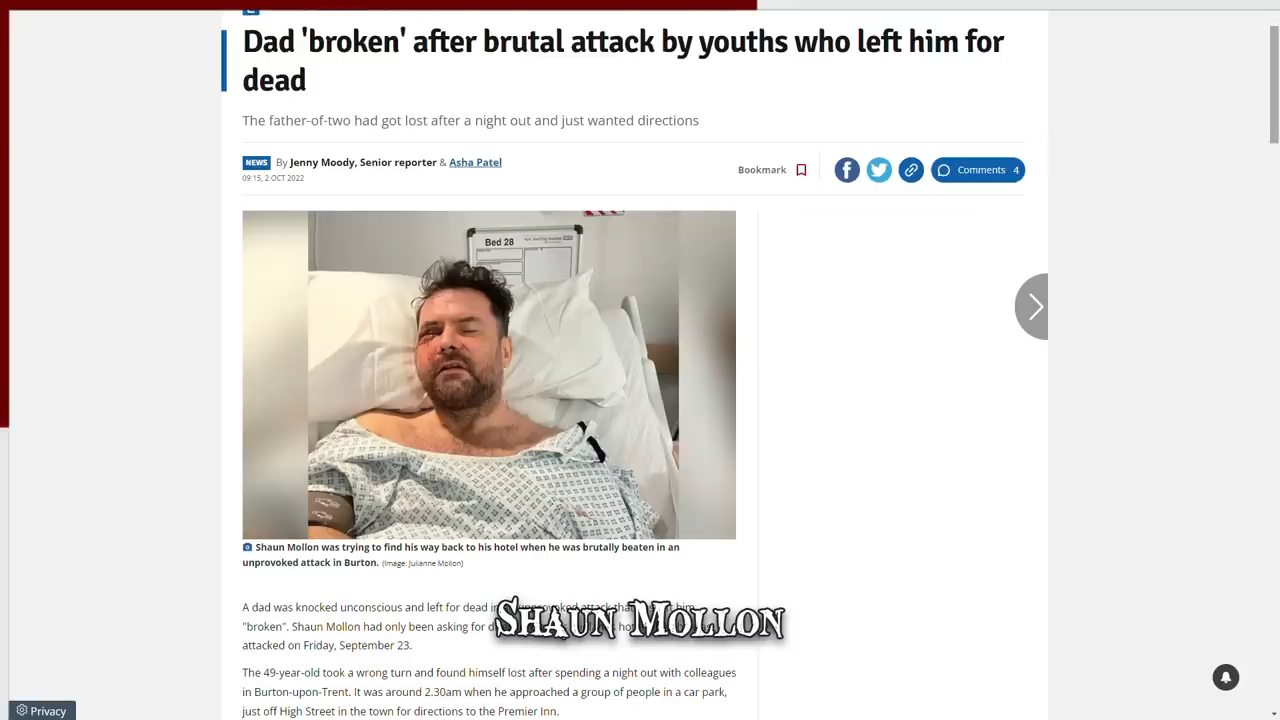 Dad 'broken' after brutal attack by youths who left him for
dead
The father-of-two had got lost after a night out and just wanted directions
NEWS By Jenny Moody, Senior reporter & Asha Patel
09:15, 2 OCT 2022
Bookmark
Comments 4
Bed 28
Shaun Mollon was trying to find his way back to his hotel when he was brutally beaten in an
unprovoked attack in Burton. (Image: Julianne Mollon)
A dad was knocked unconscious and left for dead in
him
"broken". Shaun Mollon had only been asking for
attacked on Friday, September 23.
Shaun Mollon
The 49-year-old took a wrong turn and found himself lost after spending a night out with colleagues
in Burton-upon-Trent. It was around 2.30am when he approached a group of people in a car park,
just off High Street in the town for directions to the Premier Inn.
Privacy